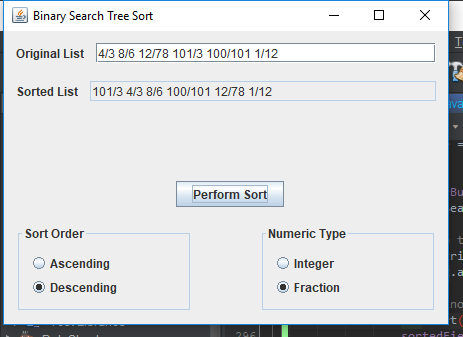 Binary Search Tree Sort
Original List 4/3 8/6 12/78 101/3 100/101 1/12
Sorted List 101/3 4/3 8/6 100/101 12/78 1/12
Perform Sort
Sort Order
Ascending
Descending
Numeric Type
Integer
Fraction
296